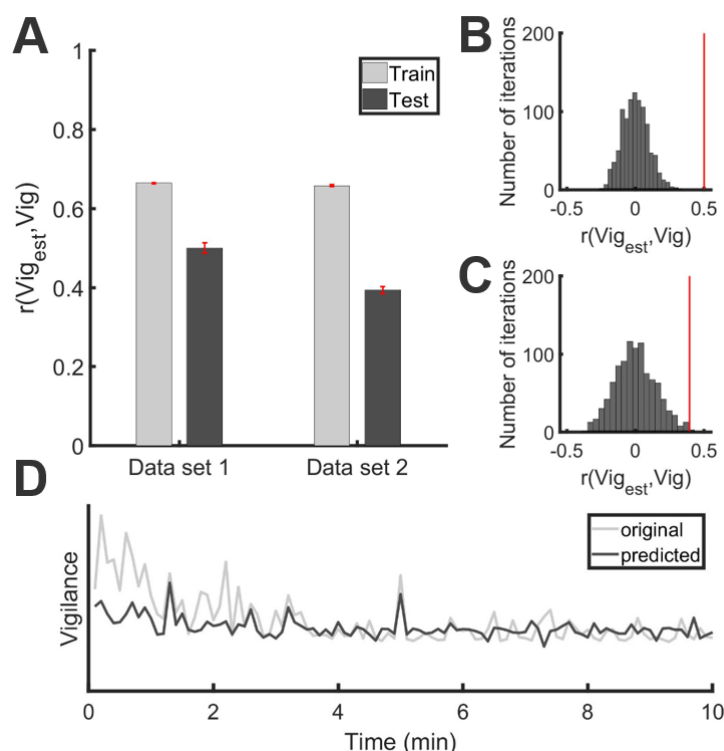 A
1
0.8
0.6
0.4
0.2
0
r(Vig_est,Vig)
Train
Test
Data set 1
Data set 2
B
200
100
0
Number of iterations
-0.5 0 0.5
r(Vig_est,Vig)
C
200
100
0
Number of iterations
-0.5 0 0.5
r(Vig_est,Vig)
D
Vigilance
original
predicted
0 2 4 6 8 10
Time (min)